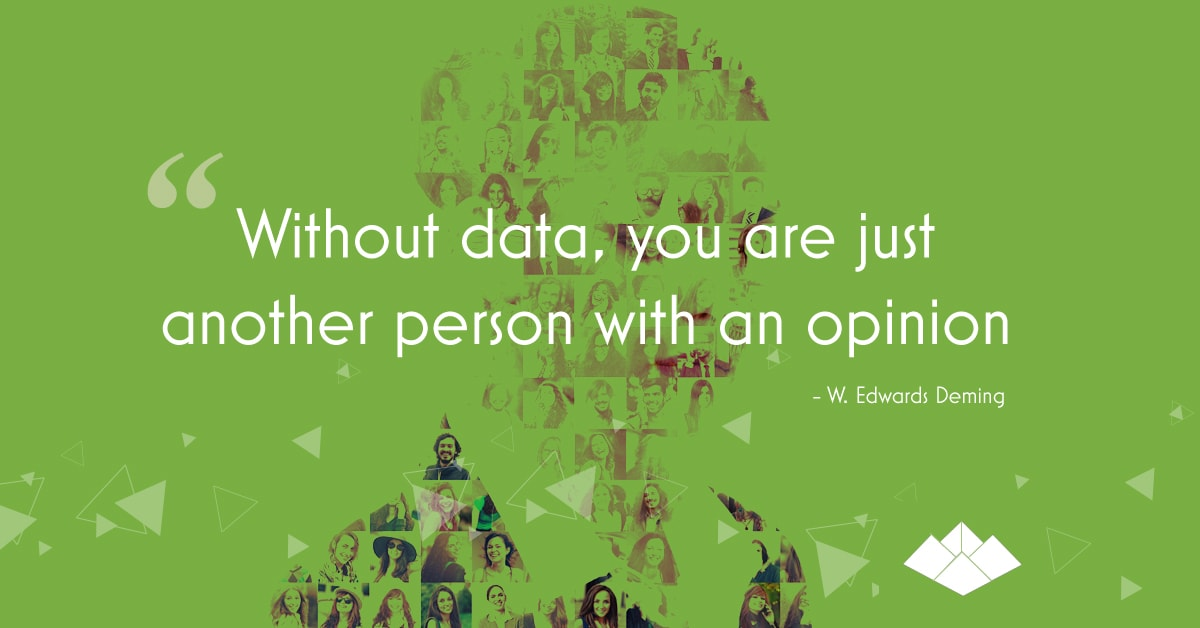 “Without data, you are just
another person with an opinion
– W. Edwards Deming